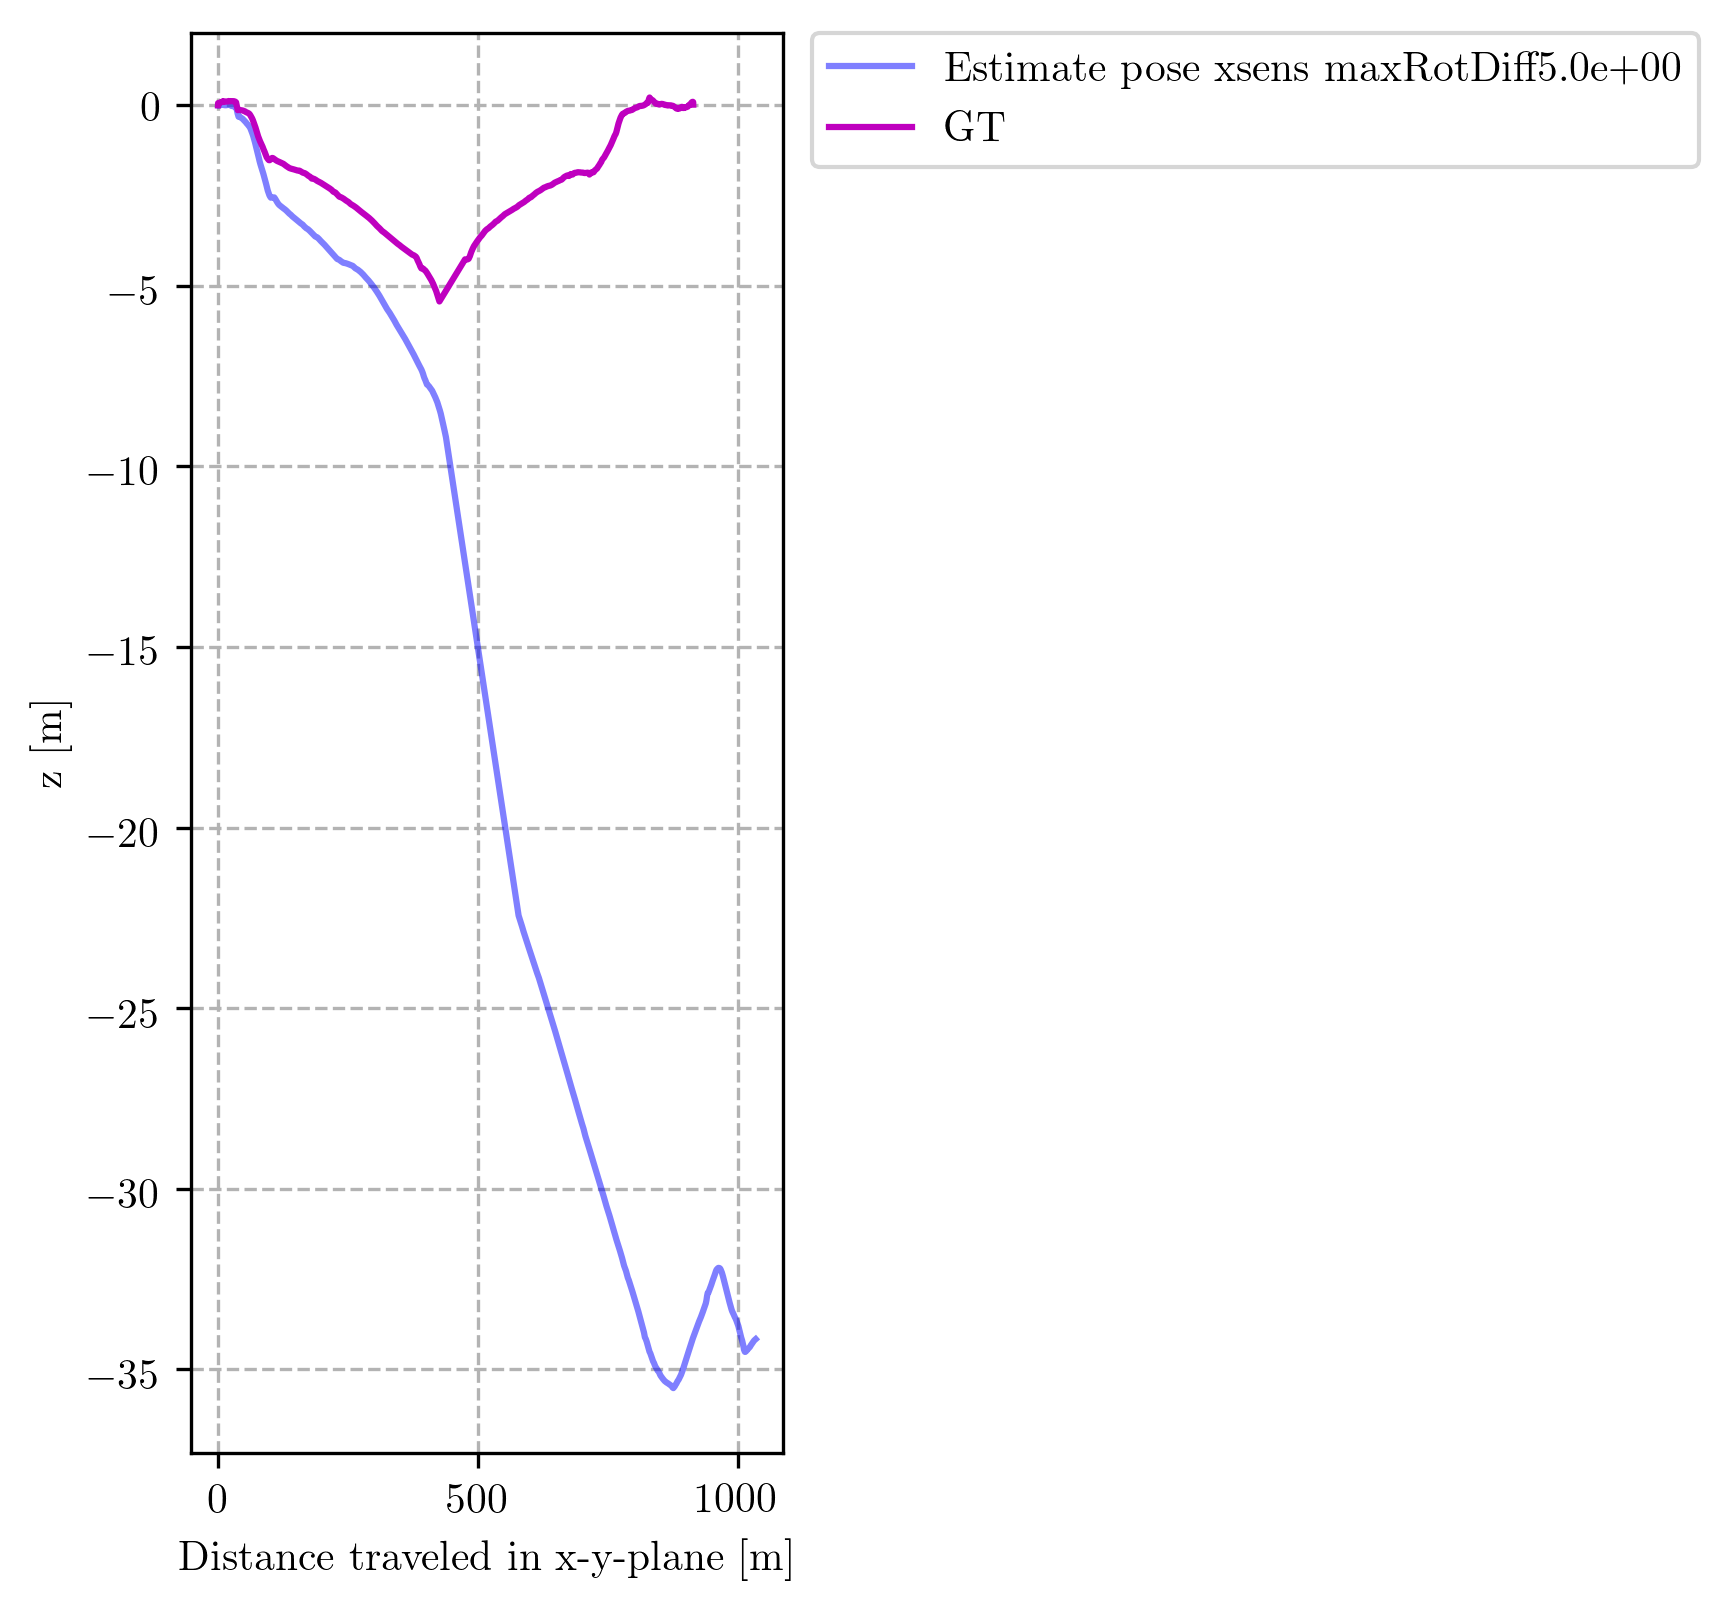 Estimate pose xsens maxRotDiff5.0e+00
GT
0
−5
−10
−15
−20
−25
−30
−35
z [m]
0 500 1000
Distance traveled in x-y-plane [m]